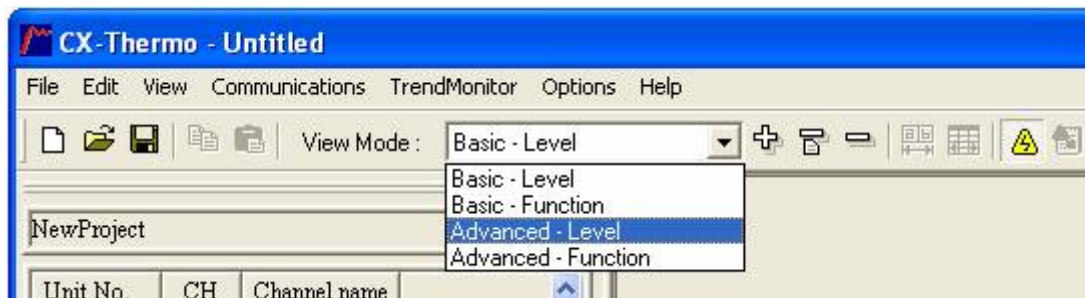 CX-Thermo - Untitled
File Edit View Communications TrendMonitor Options Help
View Mode : Basic - Level
Basic - Level
Basic - Function
Advanced - Level
Advanced - Function
NewProject
Unit No. CH Channel name